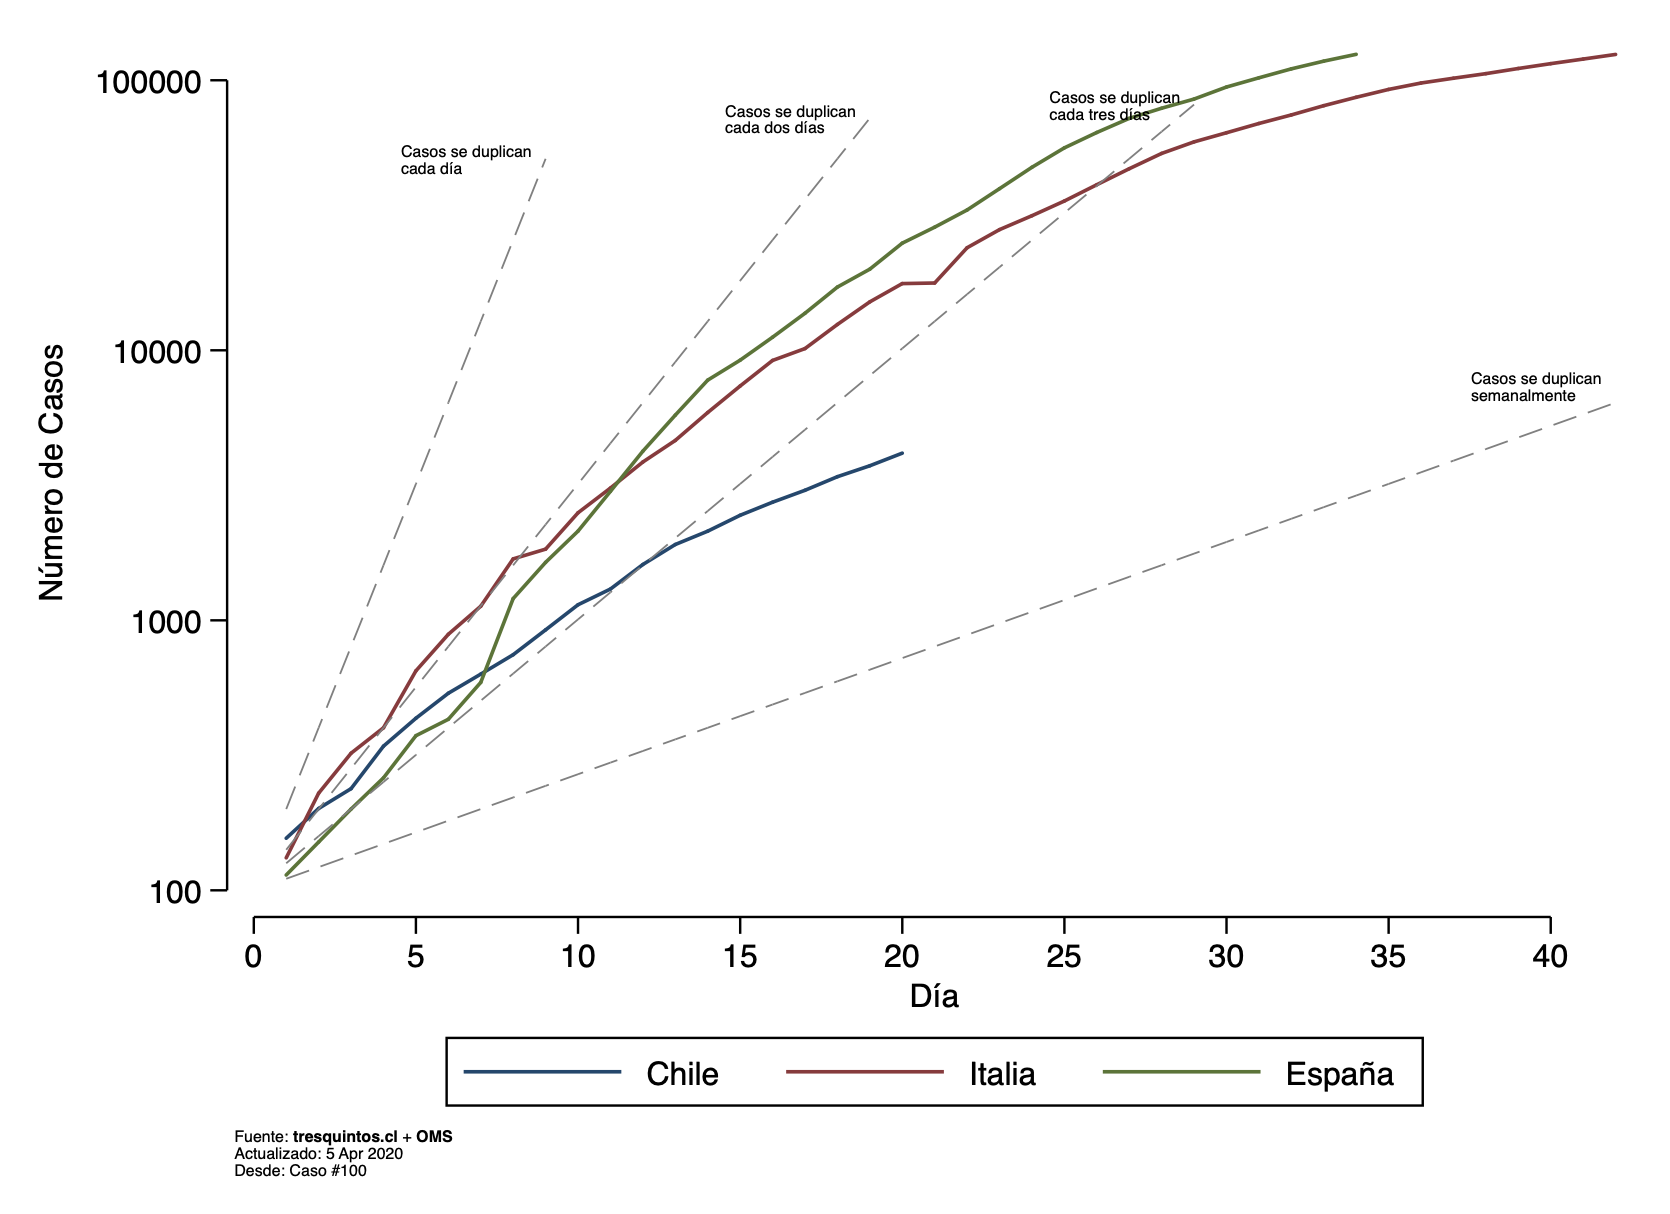 100000
10000
1000
100
Número de Casos
Casos se duplican
cada día
Casos se duplican
cada dos días
Casos se duplican
cada tres días
Casos se duplican
semanalmente
0 5 10 15 20 25 30 35 40
Día
Chile Italia España
Fuente: tresquintos.cl + OMS
Actualizado: 5 Apr 2020
Desde: Caso #100